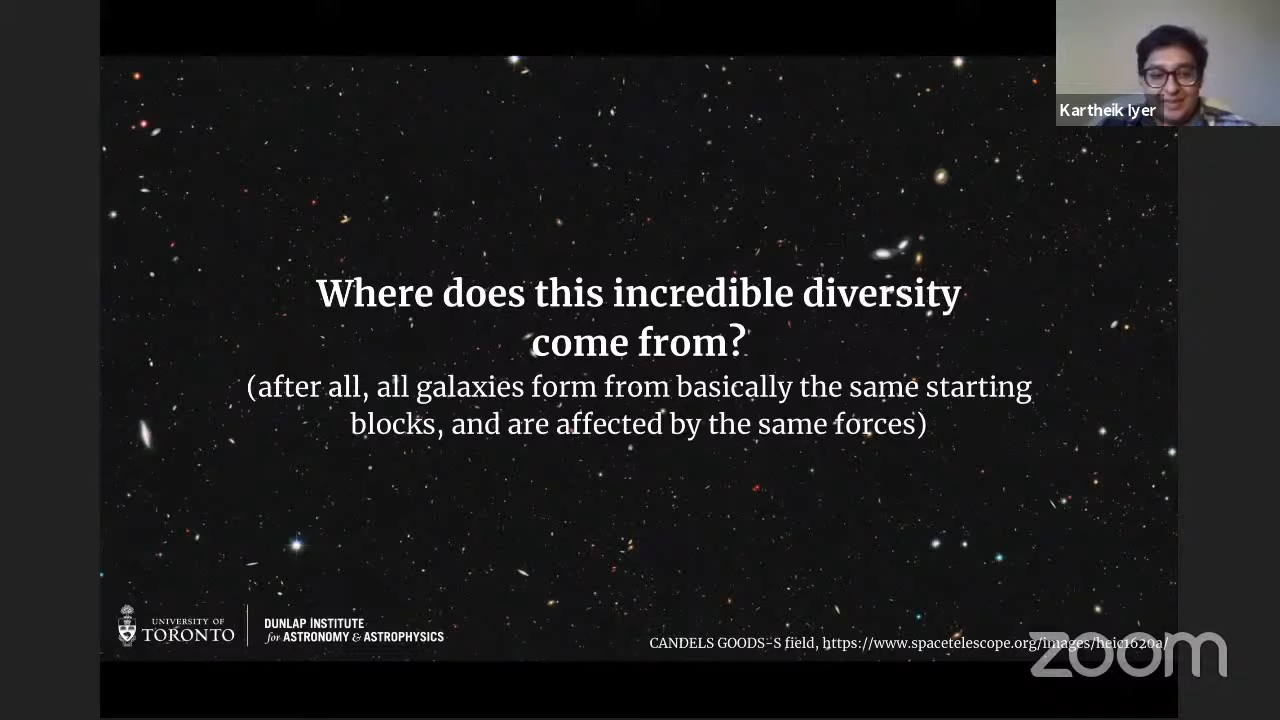 Kartheik Iyer
Where does this incredible diversity
come from?
(after all, all galaxies form from basically the same starting
blocks, and are affected by the same forces)
UNIVERSITY OF
TORONTO
DUNLAP INSTITUTE
for ASTRONOMY & ASTROPHYSICS
CANDELS GOODS-S field, https://www.spacetelescope.org/images/heic1620a/
zoom